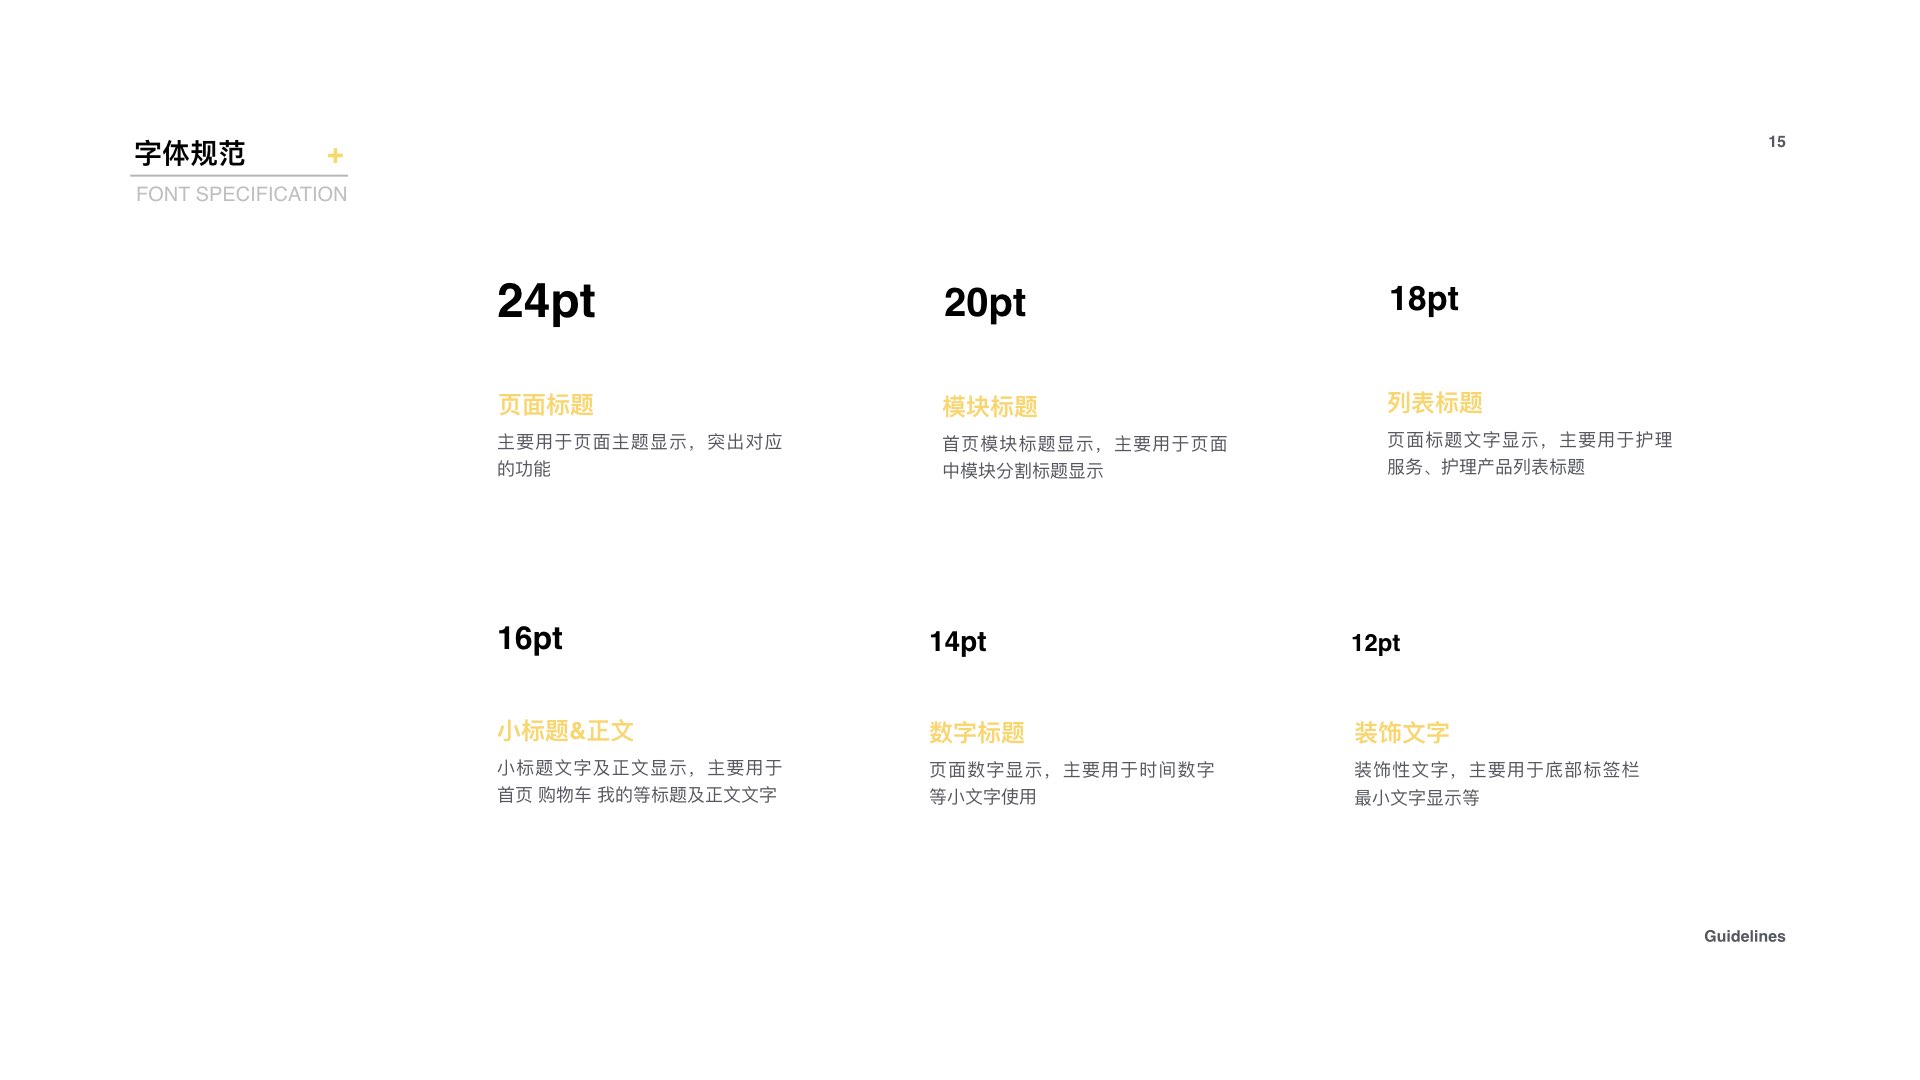 字体规范 +
FONT SPECIFICATION
15
24pt
页面标题
主要用于页面主题显示，突出对应
的功能
20pt
模块标题
首页模块标题显示，主要用于页面
中模块分割标题显示
18pt
列表标题
页面标题文字显示，主要用于护理
服务、护理产品列表标题
16pt
小标题&正文
小标题文字及正文显示，主要用于
首页 购物车 我的等标题及正文文字
14pt
数字标题
页面数字显示，主要用于时间数字
等小文字使用
12pt
装饰文字
装饰性文字，主要用于底部标签栏
最小文字显示等
Guidelines